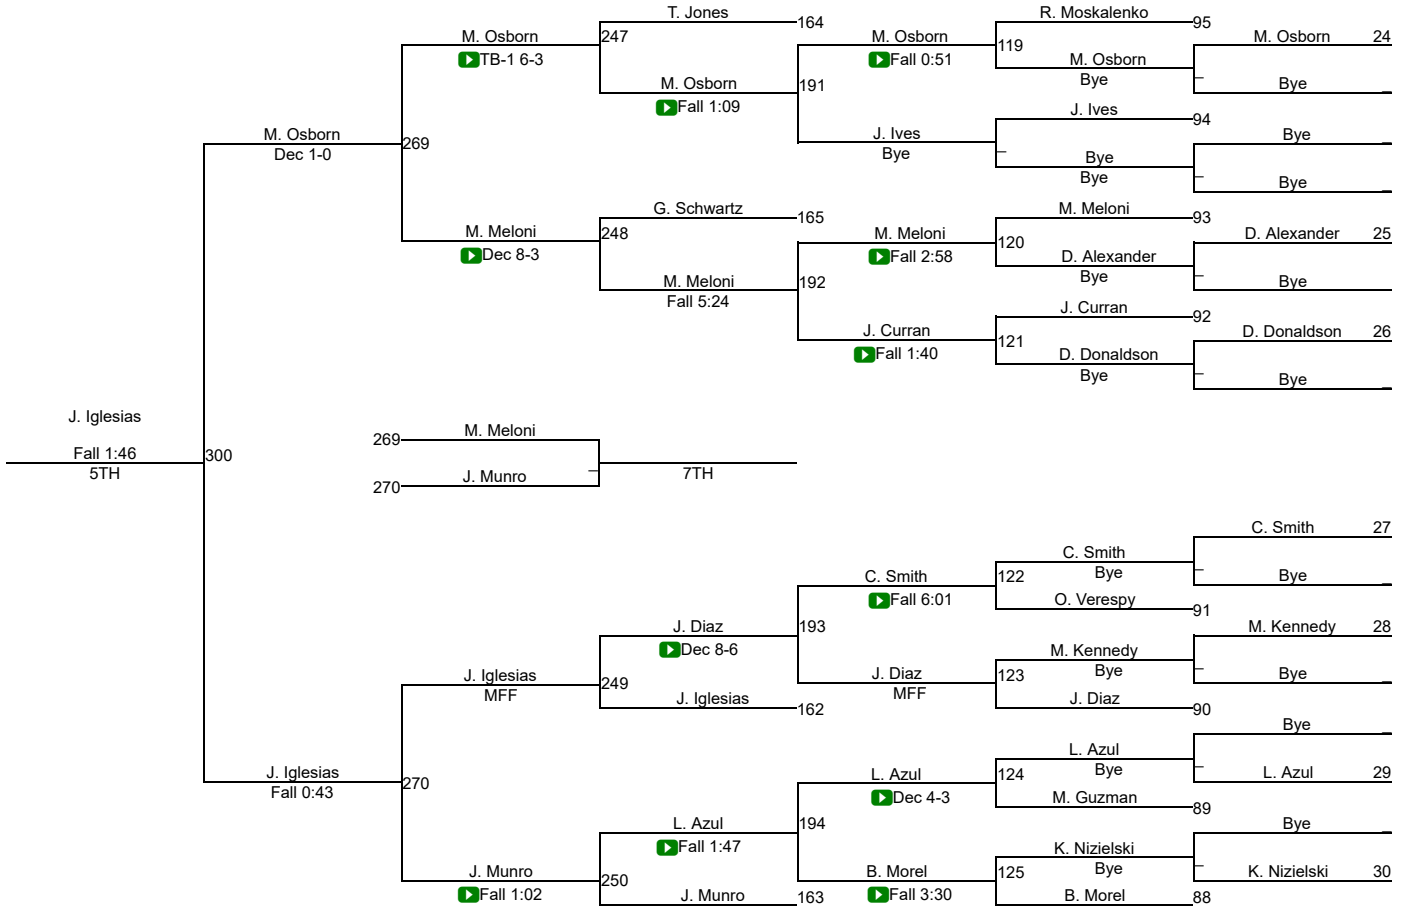 T. Jones
164
R. Moskalenko
95
M. Osborn
TB-1 6-3
247
M. Osborn
Fall 0:51
119
M. Osborn
24
M. Osborn
Bye
M. Osborn
Fall 1:09
191
Bye
J. Ives
94
M. Osborn
Dec 1-0
269
J. Ives
Bye
Bye
Bye
Bye
Bye
G. Schwartz
165
M. Meloni
93
M. Meloni
Dec 8-3
248
M. Meloni
Fall 2:58
120
D. Alexander
25
D. Alexander
Bye
M. Meloni
Fall 5:24
192
Bye
J. Curran
92
J. Curran
Fall 1:40
121
D. Donaldson
26
D. Donaldson
Bye
Bye
J. Iglesias
Fall 1:46
5TH
300
269
M. Meloni
270
J. Munro
7TH
C. Smith
27
C. Smith
Bye
122
C. Smith
Fall 6:01
Bye
O. Verespy
91
J. Diaz
Dec 8-6
193
M. Kennedy
28
M. Kennedy
Bye
J. Iglesias
MFF
249
J. Diaz
MFF
123
Bye
J. Iglesias
162
J. Diaz
90
Bye
L. Azul
Bye
J. Iglesias
Fall 0:43
270
L. Azul
Dec 4-3
124
L. Azul
29
M. Guzman
89
L. Azul
Fall 1:47
194
Bye
K. Nizielski
Bye
J. Munro
Fall 1:02
250
B. Morel
Fall 3:30
125
K. Nizielski
30
J. Munro
163
B. Morel
88